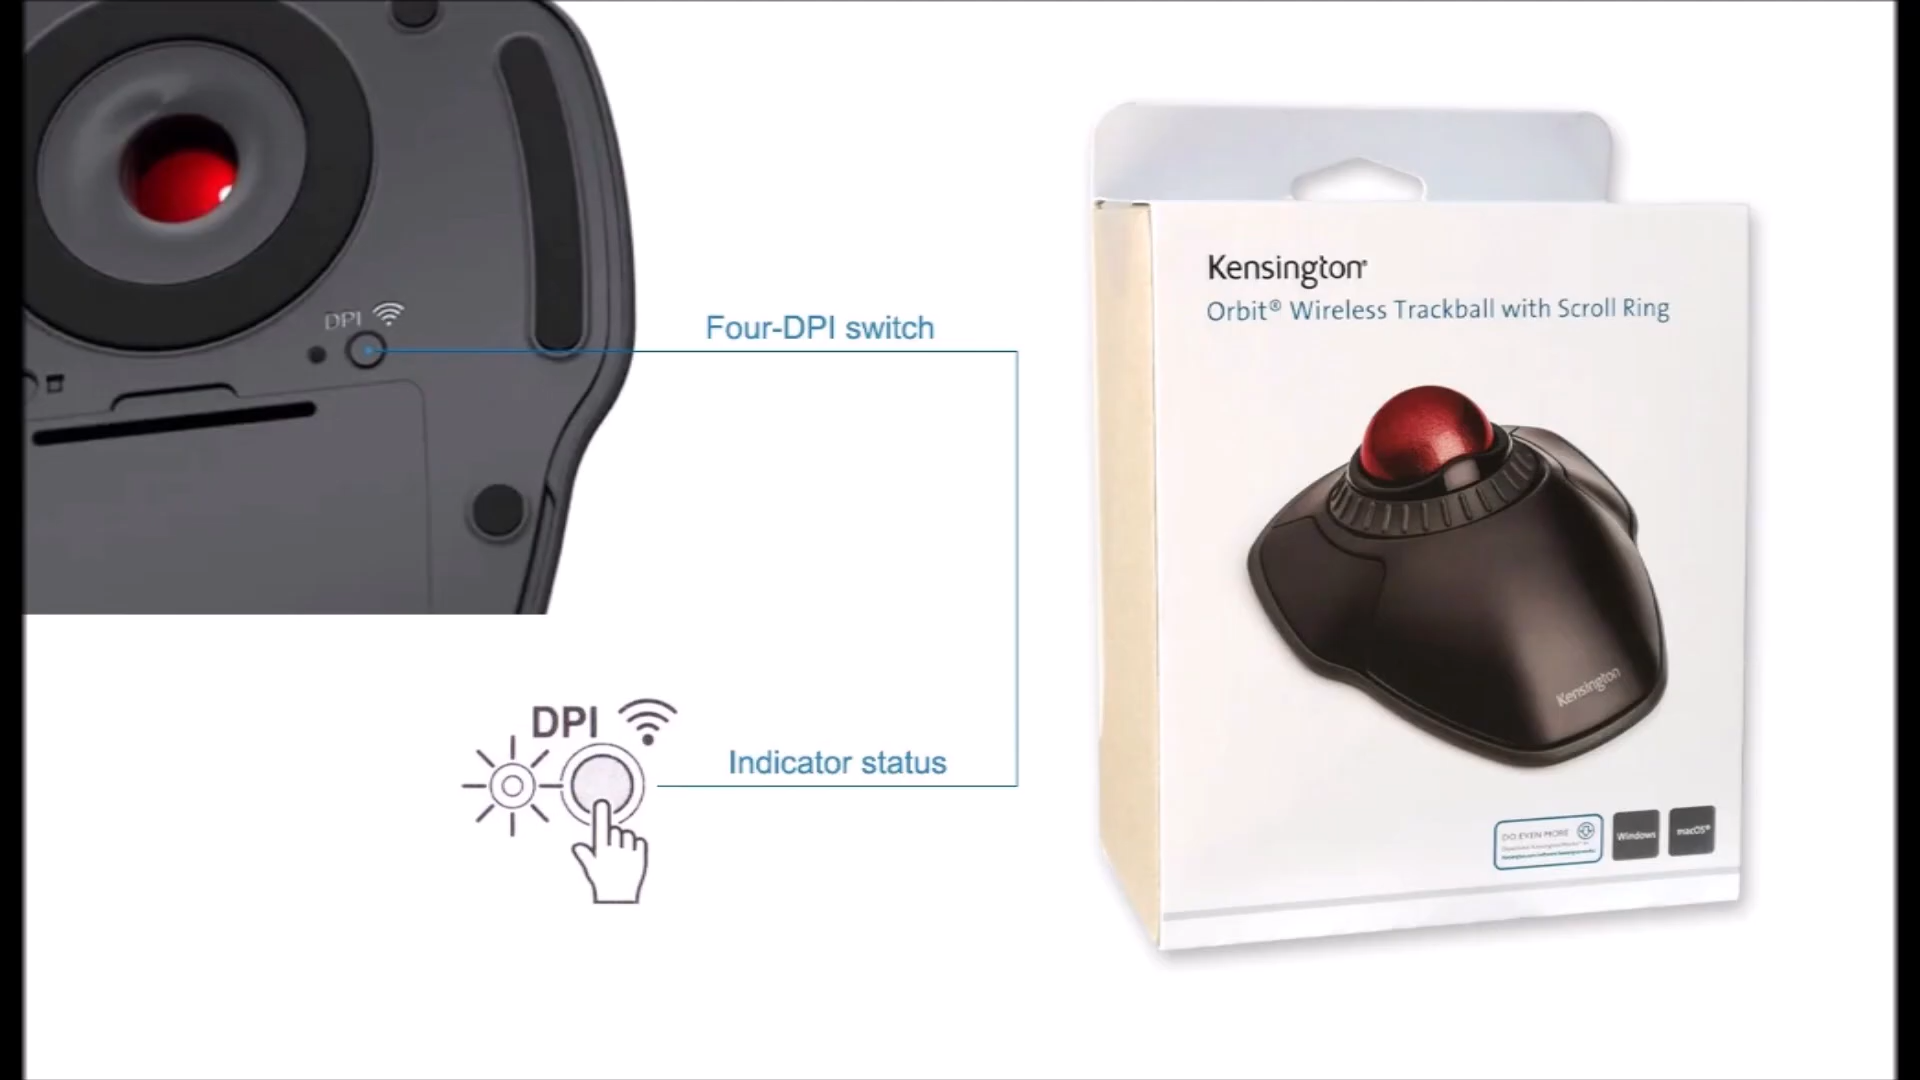 DPI
Four-DPI switch
DPI
Indicator status
Kensington®
Orbit® Wireless Trackball with Scroll Ring
Kensington
DO EVEN MORE
Windows
macOS®